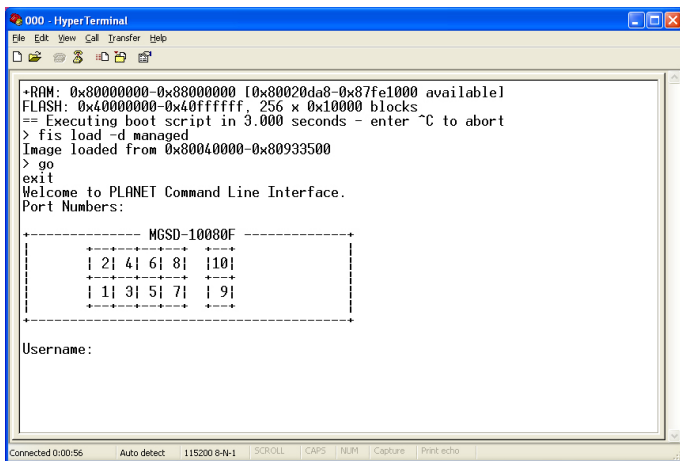 000 - HyperTerminal
File Edit View Call Transfer Help
+RAM: 0x80000000-0x88000000 [0x80020da8-0x87fe1000 available]
FLASH: 0x40000000-0x40ffffff, 256 x 0x10000 blocks
== Executing boot script in 3.000 seconds - enter ^C to abort
> fis load -d managed
Image loaded from 0x80040000-0x80933500
> go
exit
Welcome to PLANET Command Line Interface.
Port Numbers:
+-------------- MGSD-10080F -------------+
| +--+--+--+--+ +--+ |
| | 2| 4| 6| 8| |10| |
| +--+--+--+--+ +--+ |
| | 1| 3| 5| 7| | 9| |
| +--+--+--+--+ +--+ |
+----------------------------------------+
Username:
Connected 0:00:56 Auto detect 115200 8-N-1 SCROLL CAPS NUM Capture Print echo